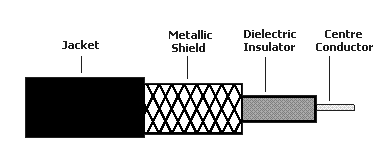 Jacket
Metallic
Shield
Dielectric
Insulator
Centre
Conductor